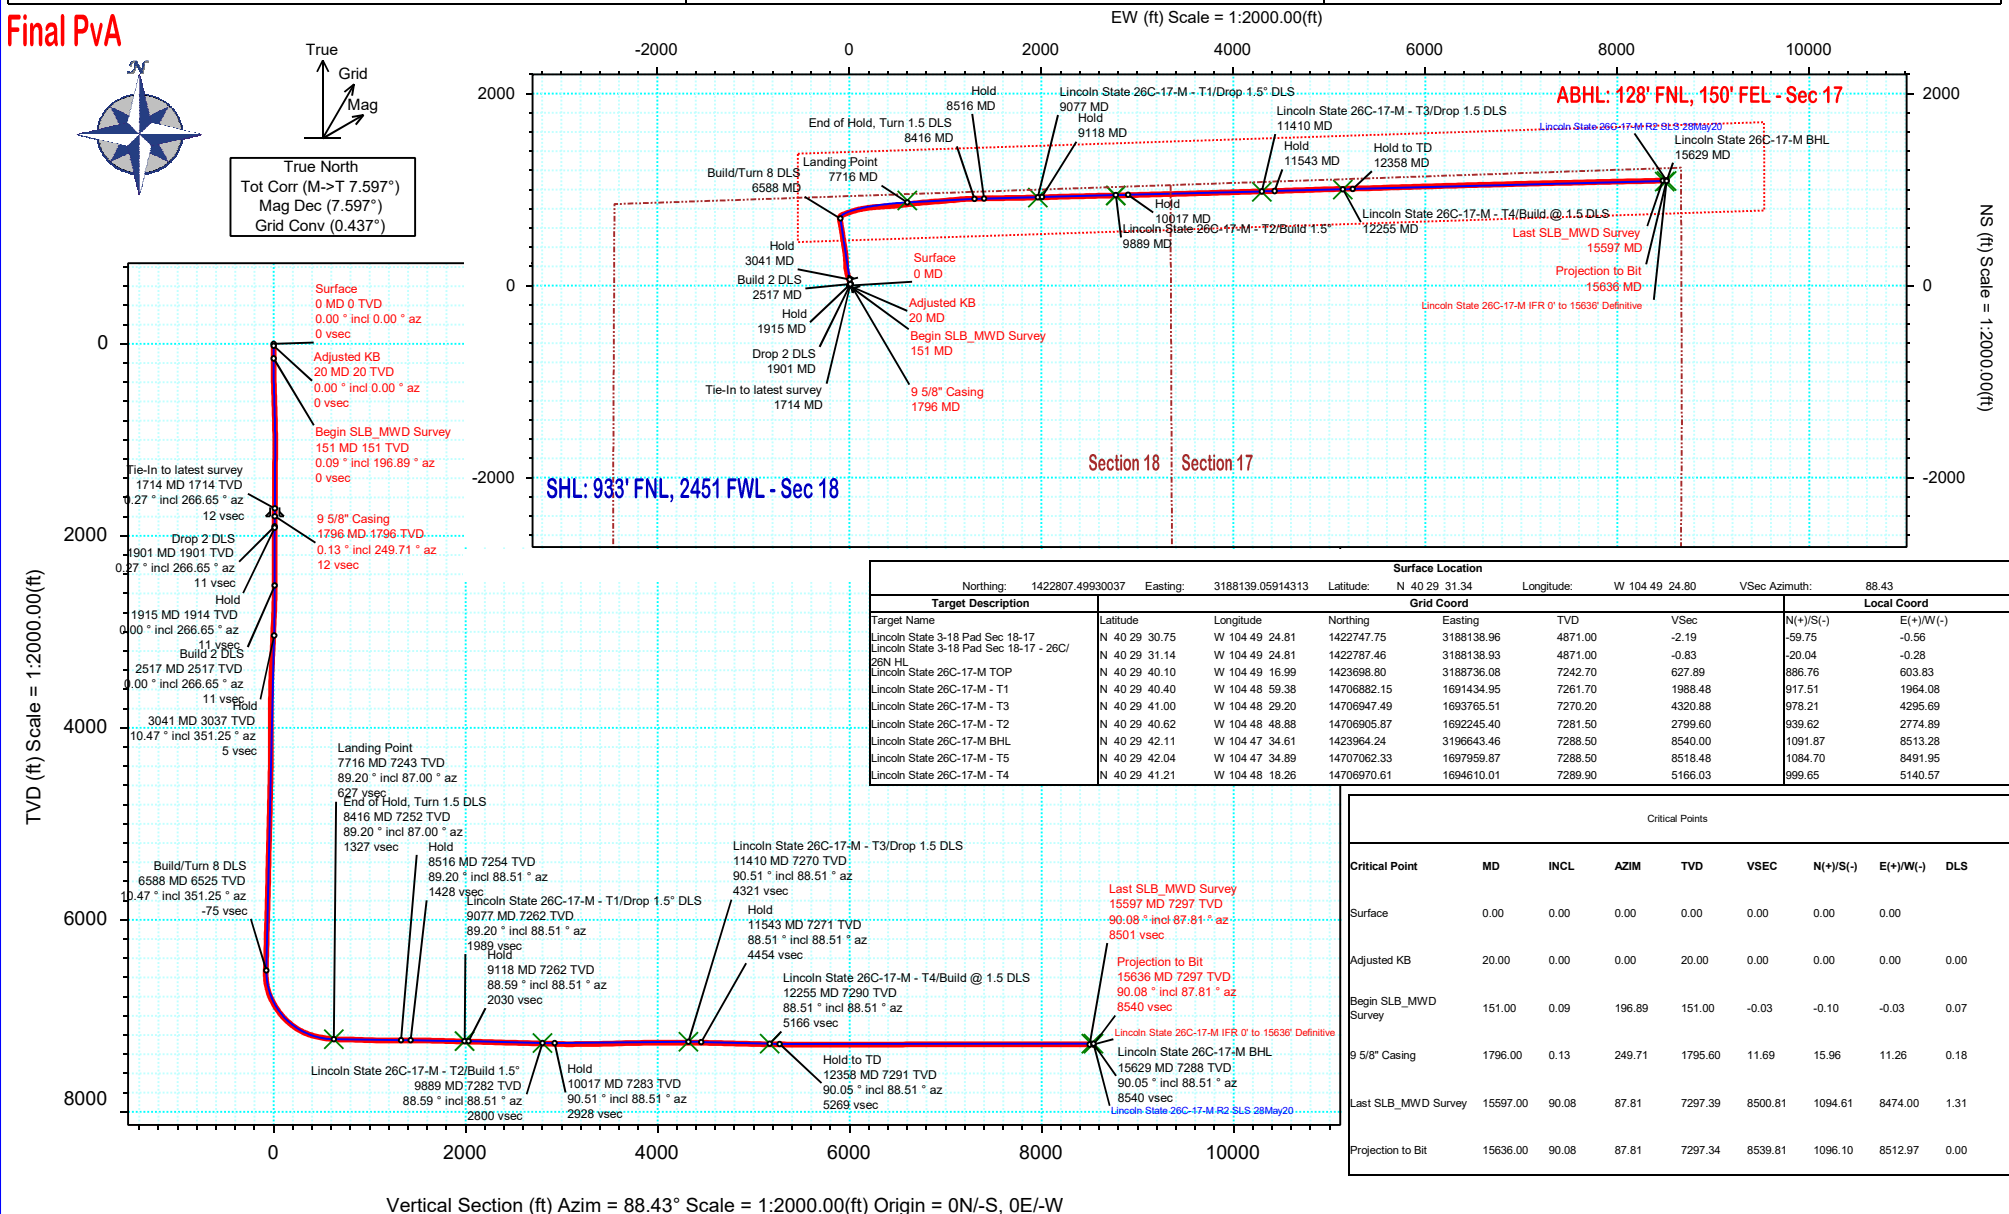 Final PvA
N
True
Grid
Mag
True North
Tot Corr (M->T 7.597°)
Mag Dec (7.597°)
Grid Conv (0.437°)
EW (ft) Scale = 1:2000.00(ft)
-2000
0
2000
4000
6000
8000
10000
2000
0
-2000
2000
0
-2000
NS (ft) Scale = 1:2000.00(ft)
ABHL: 128' FNL, 150' FEL - Sec 17
Lincoln State 26C-17-M R2 SLS 28May20
Lincoln State 26C-17-M BHL
15629 MD
Hold
8516 MD
Lincoln State 26C-17-M - T1/Drop 1.5° DLS
9077 MD
Hold
9118 MD
End of Hold, Turn 1.5 DLS
8416 MD
Lincoln State 26C-17-M - T3/Drop 1.5 DLS
11410 MD
Hold
11543 MD
Hold to TD
12358 MD
Landing Point
7716 MD
Build/Turn 8 DLS
6588 MD
Hold
10017 MD
Lincoln State 26C-17-M - T2/Build 1.5°
9889 MD
Lincoln State 26C-17-M - T4/Build @ 1.5 DLS
12255 MD
Last SLB_MWD Survey
15597 MD
Projection to Bit
15636 MD
Lincoln State 26C-17-M IFR 0' to 15636' Definitive
Hold
3041 MD
Build 2 DLS
2517 MD
Hold
1915 MD
Drop 2 DLS
1901 MD
Tie-In to latest survey
1714 MD
Surface
0 MD
Adjusted KB
20 MD
Begin SLB_MWD Survey
151 MD
9 5/8" Casing
1796 MD
Section 18
Section 17
SHL: 933' FNL, 2451 FWL - Sec 18
TVD (ft) Scale = 1:2000.00(ft)
0
2000
4000
6000
8000
Surface
0 MD 0 TVD
0.00 ° incl 0.00 ° az
0 vsec
Adjusted KB
20 MD 20 TVD
0.00 ° incl 0.00 ° az
0 vsec
Begin SLB_MWD Survey
151 MD 151 TVD
0.09 ° incl 196.89 ° az
0 vsec
Tie-In to latest survey
1714 MD 1714 TVD
0.27 ° incl 266.65 ° az
12 vsec
9 5/8" Casing
1796 MD 1796 TVD
0.13 ° incl 249.71 ° az
12 vsec
Drop 2 DLS
1901 MD 1901 TVD
0.27 ° incl 266.65 ° az
11 vsec
Hold
1915 MD 1914 TVD
0.00 ° incl 266.65 ° az
11 vsec
Build 2 DLS
2517 MD 2517 TVD
0.00 ° incl 266.65 ° az
11 vsec
Hold
3041 MD 3037 TVD
10.47 ° incl 351.25 ° az
5 vsec
Landing Point
7716 MD 7243 TVD
89.20 ° incl 87.00 ° az
627 vsec
End of Hold, Turn 1.5 DLS
8416 MD 7252 TVD
89.20 ° incl 87.00 ° az
1327 vsec
Hold
8516 MD 7254 TVD
89.20 ° incl 88.51 ° az
1428 vsec
Build/Turn 8 DLS
6588 MD 6525 TVD
10.47 ° incl 351.25 ° az
-75 vsec
Lincoln State 26C-17-M - T1/Drop 1.5° DLS
9077 MD 7262 TVD
89.20 ° incl 88.51 ° az
1989 vsec
Hold
9118 MD 7262 TVD
88.59 ° incl 88.51 ° az
2030 vsec
Lincoln State 26C-17-M - T3/Drop 1.5 DLS
11410 MD 7270 TVD
90.51 ° incl 88.51 ° az
4321 vsec
Hold
11543 MD 7271 TVD
88.51 ° incl 88.51 ° az
4454 vsec
Lincoln State 26C-17-M - T4/Build @ 1.5 DLS
12255 MD 7290 TVD
88.51 ° incl 88.51 ° az
5166 vsec
Last SLB_MWD Survey
15597 MD 7297 TVD
90.08 ° incl 87.81 ° az
8501 vsec
Projection to Bit
15636 MD 7297 TVD
90.08 ° incl 87.81 ° az
8540 vsec
Lincoln State 26C-17-M IFR 0' to 15636' Definitive
Lincoln State 26C-17-M BHL
15629 MD 7288 TVD
90.05 ° incl 88.51 ° az
8540 vsec
Lincoln State 26C-17-M R2 SLS 28May20
Lincoln State 26C-17-M - T2/Build 1.5°
9889 MD 7282 TVD
88.59 ° incl 88.51 ° az
2800 vsec
Hold
10017 MD 7283 TVD
90.51 ° incl 88.51 ° az
2928 vsec
Hold to TD
12358 MD 7291 TVD
90.05 ° incl 88.51 ° az
5269 vsec
0
2000
4000
6000
8000
10000
Vertical Section (ft) Azim = 88.43° Scale = 1:2000.00(ft) Origin = 0N/-S, 0E/-W
Surface Location
Northing: 1422807.49930037 Easting: 3188139.05914313 Latitude: N 40 29 31.34 Longitude: W 104 49 24.80 VSec Azimuth: 88.43
Target Description Grid Coord Local Coord
Target Name Latitude Longitude Northing Easting TVD VSec N(+)/S(-) E(+)/W(-)
Lincoln State 3-18 Pad Sec 18-17 N 40 29 30.75 W 104 49 24.81 1422747.75 3188138.96 4871.00 -2.19 -59.75 -0.56
Lincoln State 3-18 Pad Sec 18-17 - 26C/
26N HL N 40 29 31.14 W 104 49 24.81 1422787.46 3188138.93 4871.00 -0.83 -20.04 -0.28
Lincoln State 26C-17-M TOP N 40 29 40.10 W 104 49 16.99 1423698.80 3188736.08 7242.70 627.89 886.76 603.83
Lincoln State 26C-17-M - T1 N 40 29 40.40 W 104 48 59.38 14706882.15 1691434.95 7261.70 1988.48 917.51 1964.08
Lincoln State 26C-17-M - T3 N 40 29 41.00 W 104 48 29.20 14706947.49 1693765.51 7270.20 4320.88 978.21 4295.69
Lincoln State 26C-17-M - T2 N 40 29 40.62 W 104 48 48.88 14706905.87 1692245.40 7281.50 2799.60 939.62 2774.89
Lincoln State 26C-17-M BHL N 40 29 42.11 W 104 47 34.61 1423964.24 3196643.46 7288.50 8540.00 1091.87 8513.28
Lincoln State 26C-17-M - T5 N 40 29 42.04 W 104 47 34.89 14707062.33 1697959.87 7288.50 8518.48 1084.70 8491.95
Lincoln State 26C-17-M - T4 N 40 29 41.21 W 104 48 18.26 14706970.61 1694610.01 7289.90 5166.03 999.65 5140.57
Critical Points
Critical Point MD INCL AZIM TVD VSEC N(+)/S(-) E(+)/W(-) DLS
Surface 0.00 0.00 0.00 0.00 0.00 0.00 0.00
Adjusted KB 20.00 0.00 0.00 20.00 0.00 0.00 0.00 0.00
Begin SLB_MWD
Survey 151.00 0.09 196.89 151.00 -0.03 -0.10 -0.03 0.07
9 5/8" Casing 1796.00 0.13 249.71 1795.60 11.69 15.96 11.26 0.18
Last SLB_MWD Survey 15597.00 90.08 87.81 7297.39 8500.81 1094.61 8474.00 1.31
Projection to Bit 15636.00 90.08 87.81 7297.34 8539.81 1096.10 8512.97 0.00